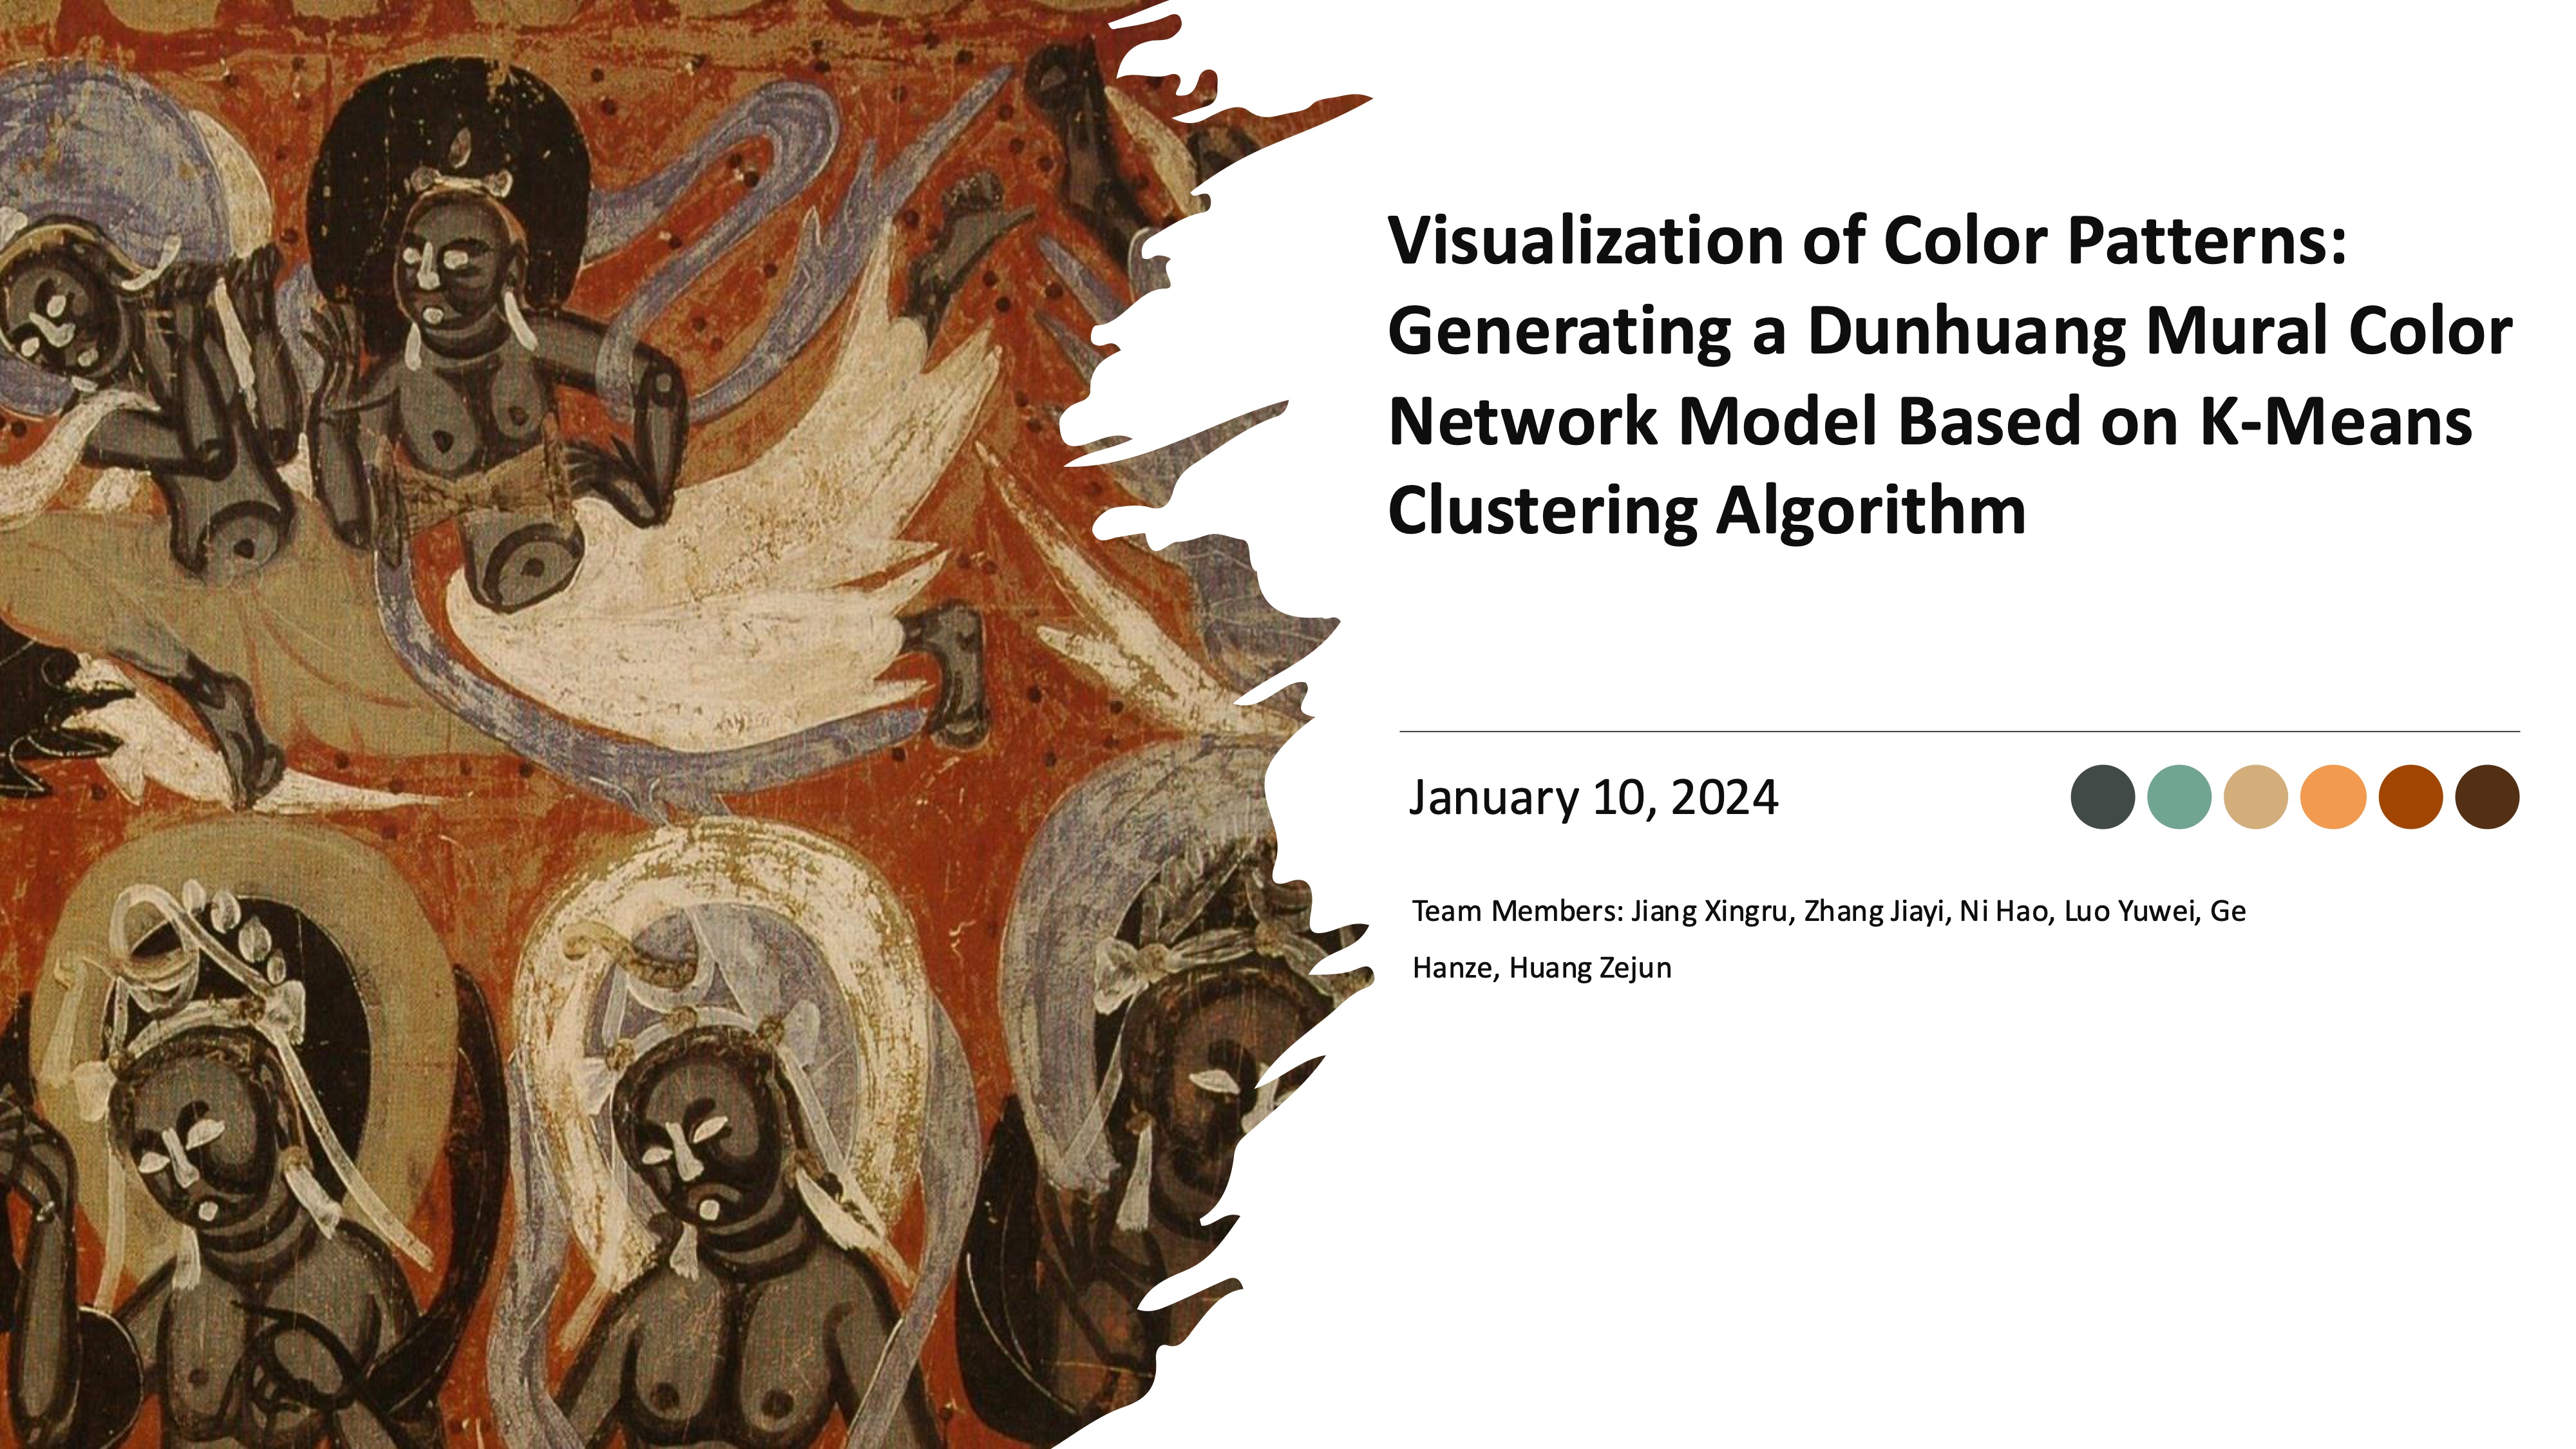 Visualization of Color Patterns:
Generating a Dunhuang Mural Color
Network Model Based on K-Means
Clustering Algorithm
January 10, 2024
Team Members: Jiang Xingru, Zhang Jiayi, Ni Hao, Luo Yuwei, Ge
Hanze, Huang Zejun